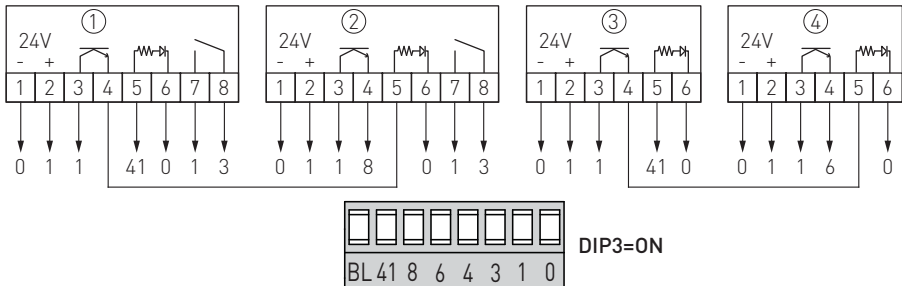 1 2 3 4
24V 24V 24V 24V
- + - + - + - +
1 2 3 4 5 6 7 8 1 2 3 4 5 6 7 8 1 2 3 4 5 6 1 2 3 4 5 6
0 1 1 41 0 1 3 0 1 1 8 0 1 3 0 1 1 41 0 0 1 1 6 0
DIP3=ON
BL 41 8 6 4 3 1 0